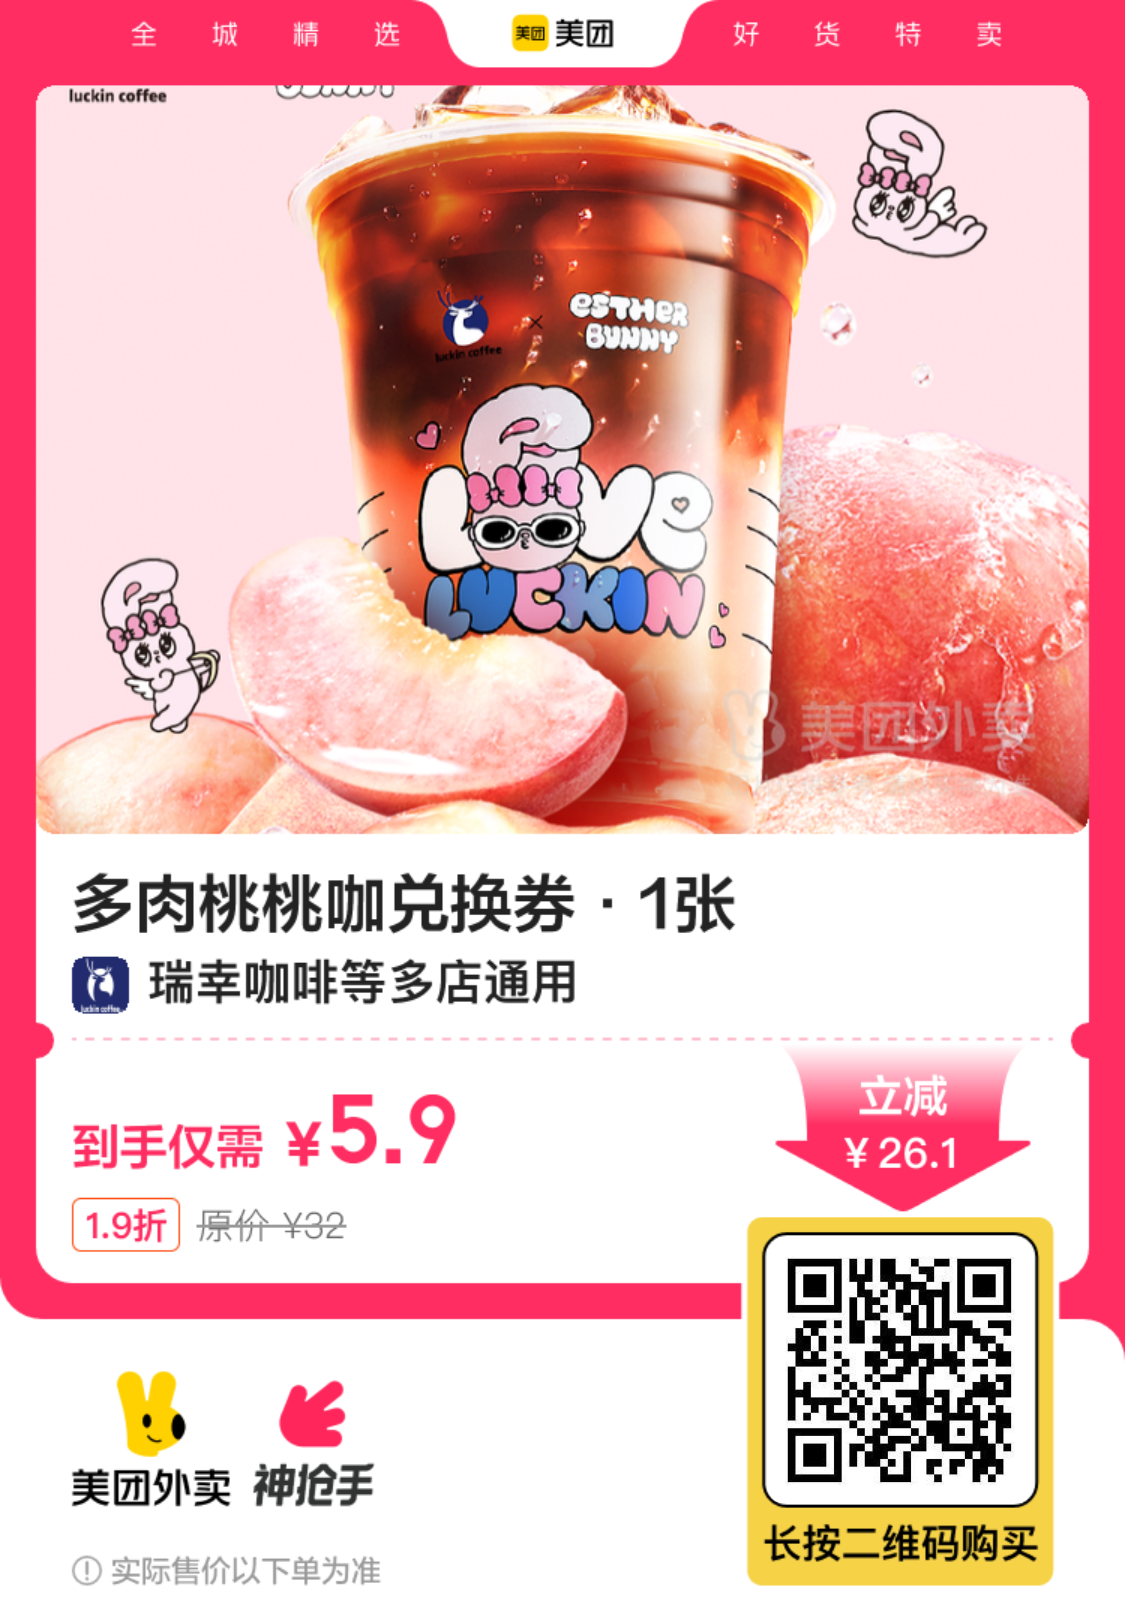 全城精选
美团 美团
好货特卖
luckin coffee
luckin coffee
×
ESTHER
BUNNY
LOVE
LUCKIN
美团外卖
多肉桃桃咖兑换券 · 1张
luckin coffee
瑞幸咖啡等多店通用
到手仅需 ¥5.9
立减
¥ 26.1
1.9折 原价 ¥32
美团外卖 神抢手
长按二维码购买
! 实际售价以下单为准